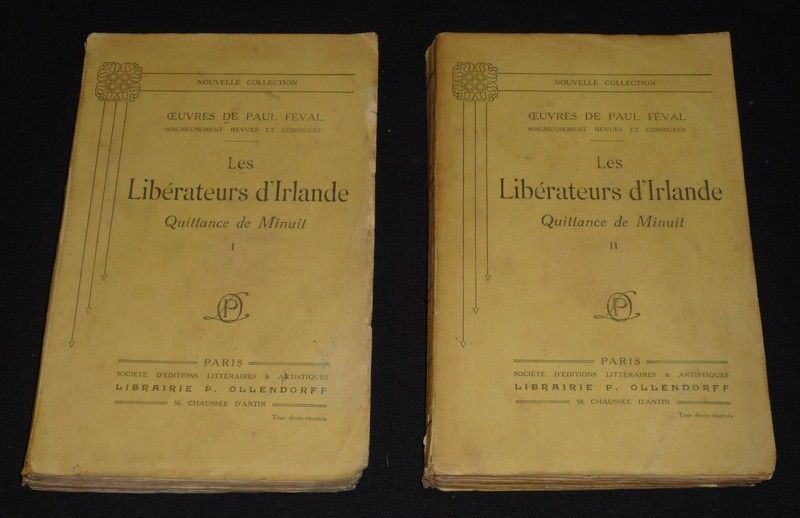 NOUVELLE COLLECTION
ŒUVRES DE PAUL FÉVAL
SOIGNEUSEMENT REVUES ET CORRIGÉES
Les
Libérateurs d'Irlande
Quittance de Minuit
I
PARIS
SOCIÉTÉ D'ÉDITIONS LITTÉRAIRES & ARTISTIQUES
LIBRAIRIE P. OLLENDORFF
50, CHAUSSÉE D'ANTIN
Tous droits réservés
NOUVELLE COLLECTION
ŒUVRES DE PAUL FÉVAL
SOIGNEUSEMENT REVUES ET CORRIGÉES
Les
Libérateurs d'Irlande
Quittance de Minuit
II
PARIS
SOCIÉTÉ D'ÉDITIONS LITTÉRAIRES & ARTISTIQUES
LIBRAIRIE P. OLLENDORFF
50, CHAUSSÉE D'ANTIN
Tous droits réservés